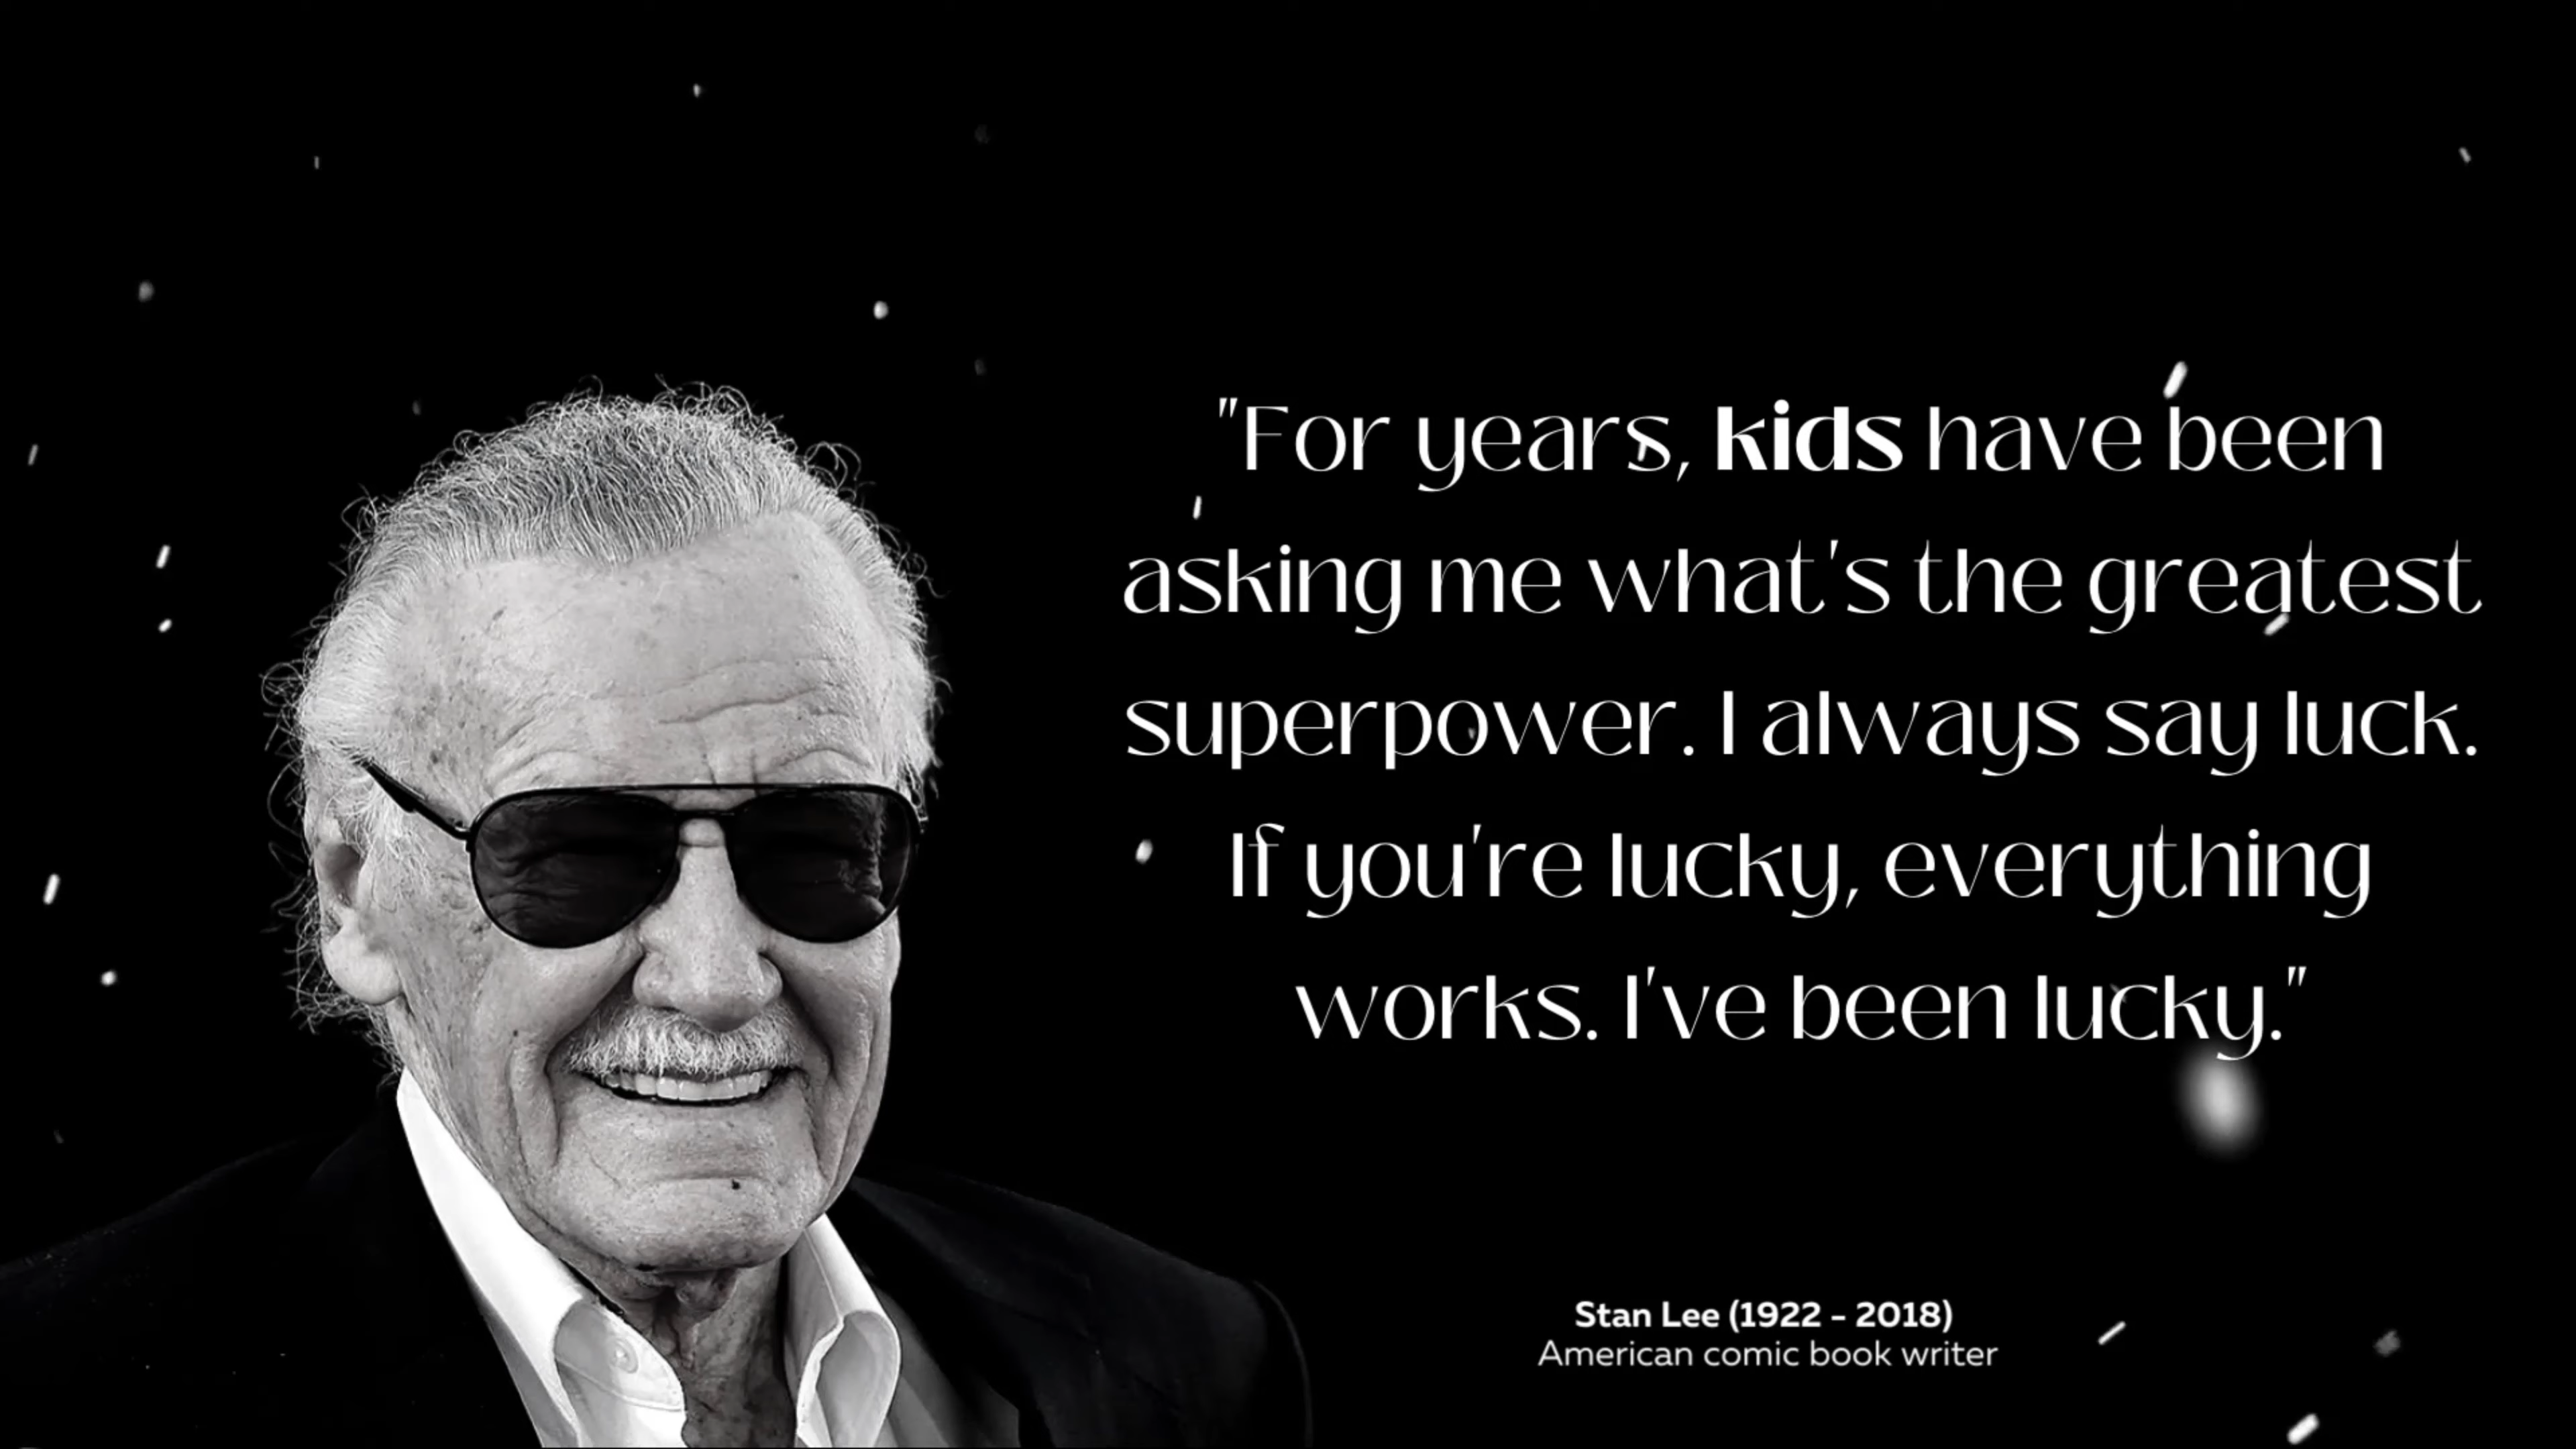 "For years, kids have been
asking me what's the greatest
superpower. I always say luck.
If you're lucky, everything
works. I've been lucky."
Stan Lee (1922 - 2018)
American comic book writer